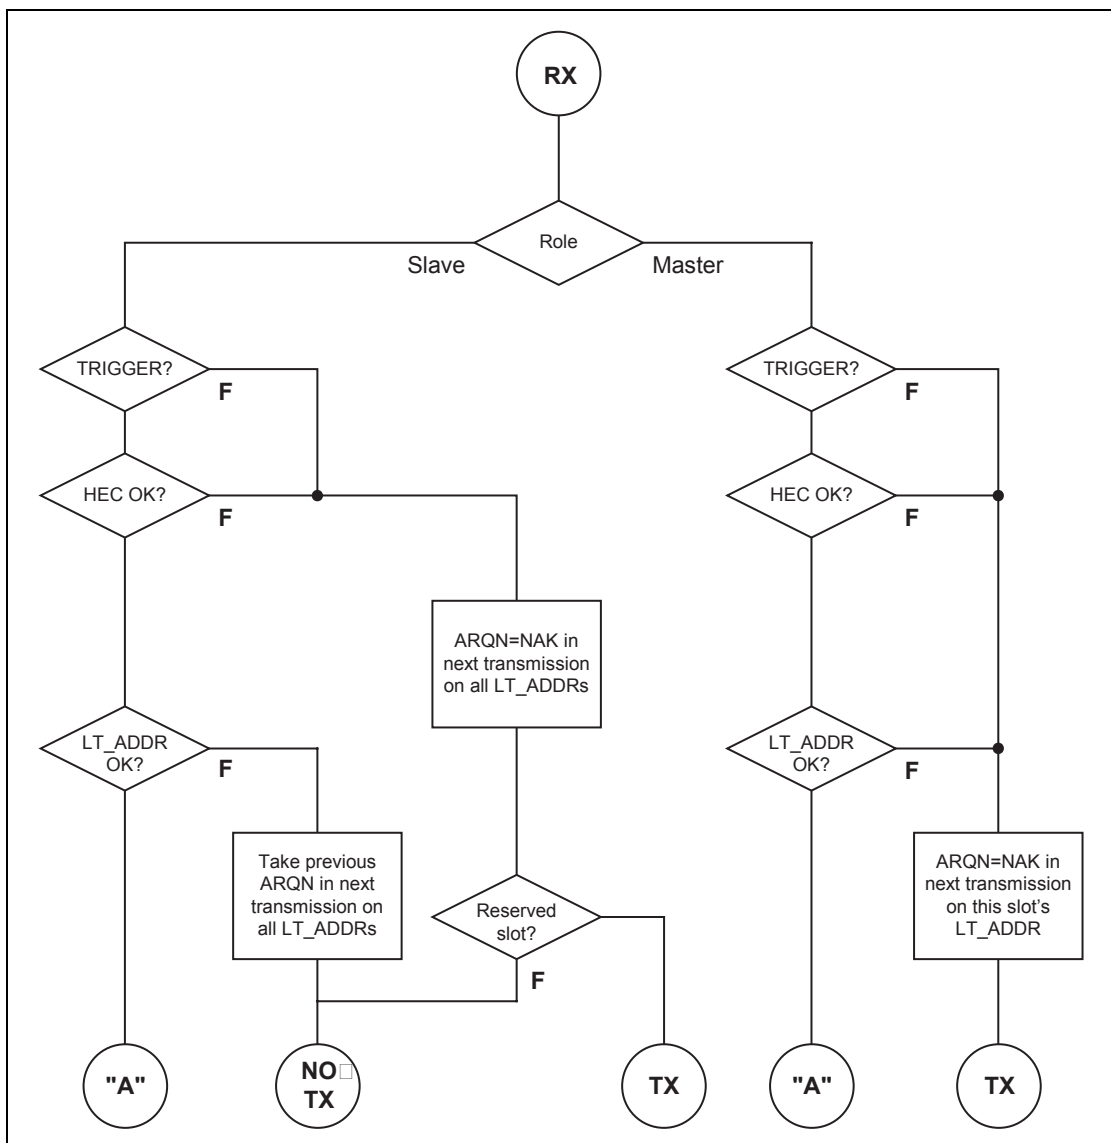 RX
Role
Slave
Master
TRIGGER?
F
TRIGGER?
F
HEC OK?
F
HEC OK?
F
ARQN=NAK in
next transmission
on all LT_ADDRs
LT_ADDR
OK?
F
LT_ADDR
OK?
F
Take previous
ARQN in next
transmission on
all LT_ADDRs
Reserved
slot?
F
ARQN=NAK in
next transmission
on this slot's
LT_ADDR
"A"
NO
TX
TX
"A"
TX